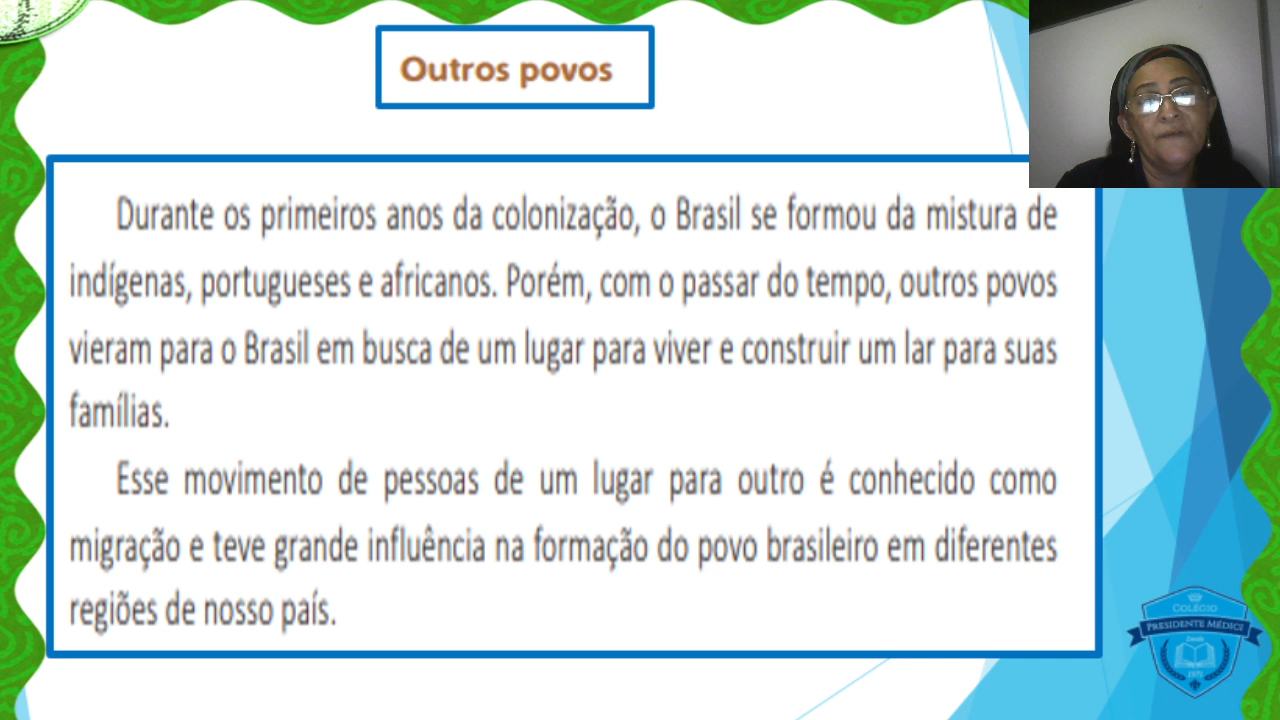 Outros povos
Durante os primeiros anos da colonização, o Brasil se formou da mistura de
indígenas, portugueses e africanos. Porém, com o passar do tempo, outros povos
vieram para o Brasil em busca de um lugar para viver e construir um lar para suas
famílias.
Esse movimento de pessoas de um lugar para outro é conhecido como
migração e teve grande influência na formação do povo brasileiro em diferentes
regiões de nosso país.
COLÉGIO
PRESIDENTE MÉDICI